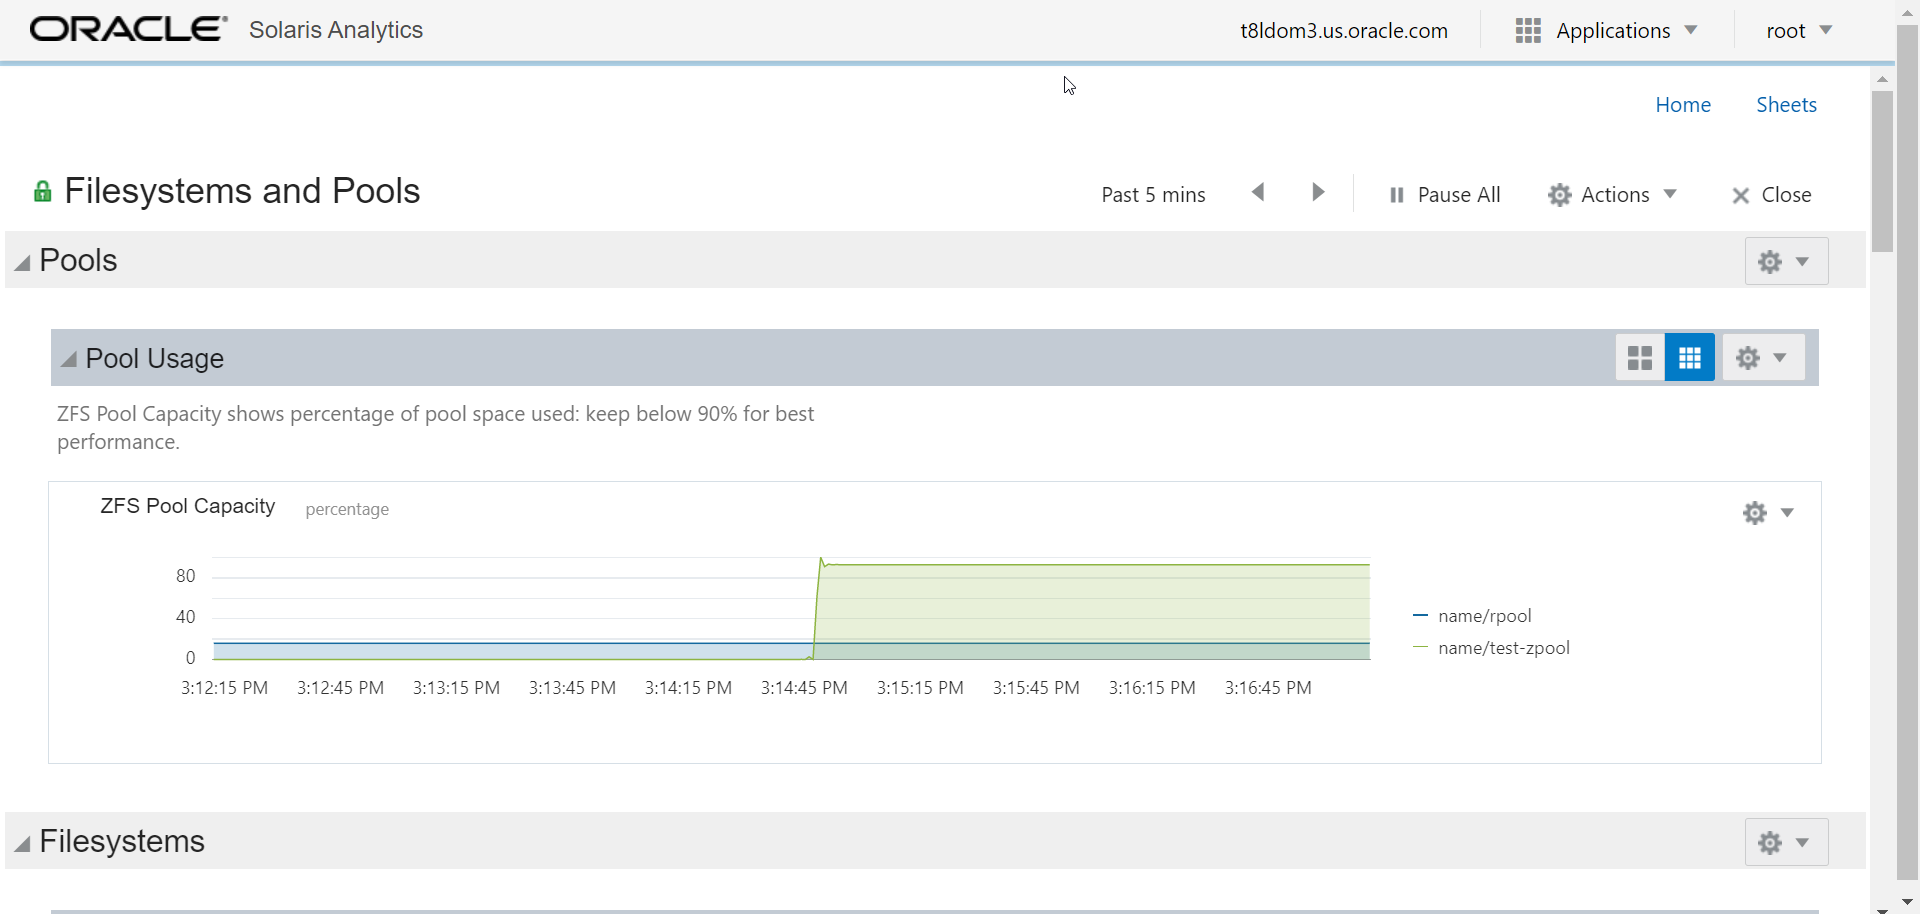 ORACLE® Solaris Analytics
t8ldom3.us.oracle.com Applications root
Home Sheets
Filesystems and Pools
Past 5 mins Pause All Actions Close
Pools
Pool Usage
ZFS Pool Capacity shows percentage of pool space used: keep below 90% for best
performance.
ZFS Pool Capacity percentage
80
40
0
3:12:15 PM 3:12:45 PM 3:13:15 PM 3:13:45 PM 3:14:15 PM 3:14:45 PM 3:15:15 PM 3:15:45 PM 3:16:15 PM 3:16:45 PM
name/rpool
name/test-zpool
Filesystems